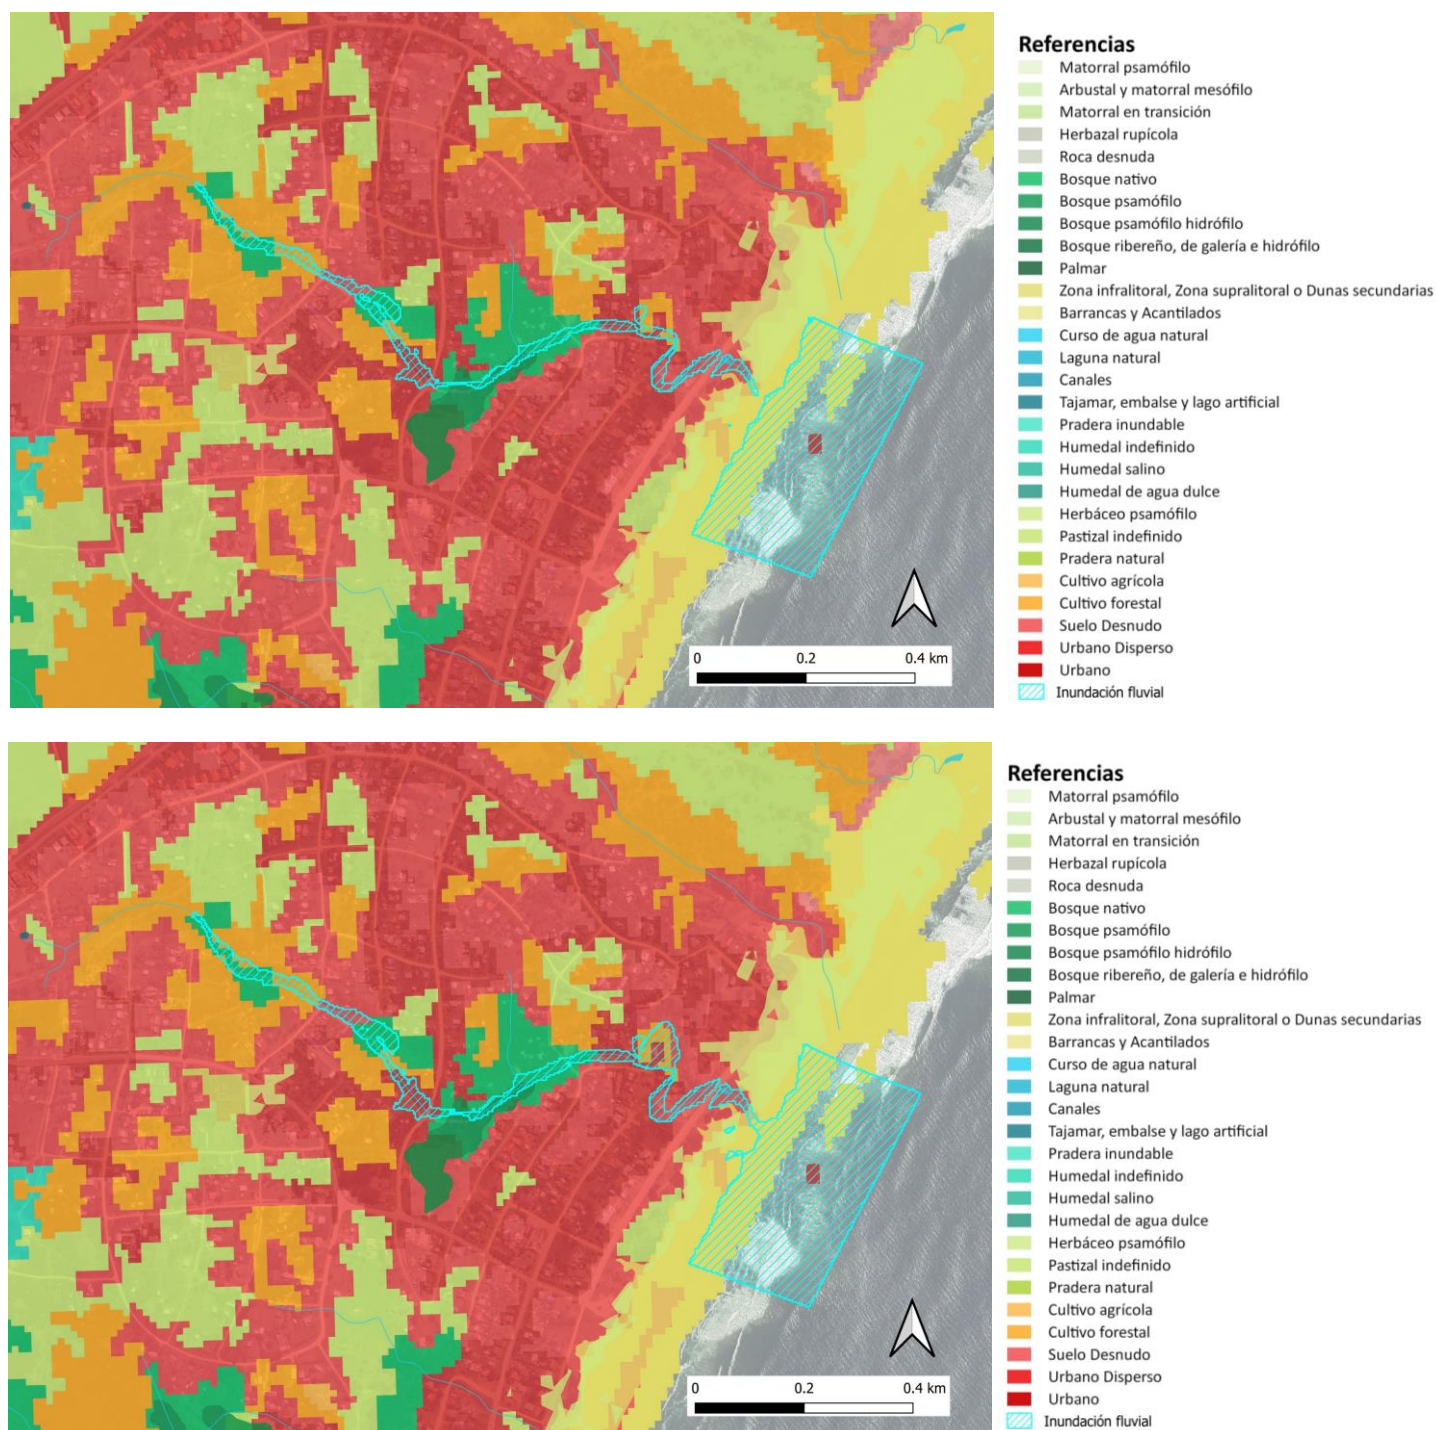 Referencias
Matorral psamófilo
Arbustal y matorral mesófilo
Matorral en transición
Herbazal rupícola
Roca desnuda
Bosque nativo
Bosque psamófilo
Bosque psamófilo hidrófilo
Bosque ribereño, de galería e hidrófilo
Palmar
Zona infralitoral, Zona supralitoral o Dunas secundarias
Barrancas y Acantilados
Curso de agua natural
Laguna natural
Canales
Tajamar, embalse y lago artificial
Pradera inundable
Humedal indefinido
Humedal salino
Humedal de agua dulce
Herbáceo psamófilo
Pastizal indefinido
Pradera natural
Cultivo agrícola
Cultivo forestal
Suelo Desnudo
Urbano Disperso
Urbano
Inundación fluvial
0 0.2 0.4 km
Referencias
Matorral psamófilo
Arbustal y matorral mesófilo
Matorral en transición
Herbazal rupícola
Roca desnuda
Bosque nativo
Bosque psamófilo
Bosque psamófilo hidrófilo
Bosque ribereño, de galería e hidrófilo
Palmar
Zona infralitoral, Zona supralitoral o Dunas secundarias
Barrancas y Acantilados
Curso de agua natural
Laguna natural
Canales
Tajamar, embalse y lago artificial
Pradera inundable
Humedal indefinido
Humedal salino
Humedal de agua dulce
Herbáceo psamófilo
Pastizal indefinido
Pradera natural
Cultivo agrícola
Cultivo forestal
Suelo Desnudo
Urbano Disperso
Urbano
Inundación fluvial
0 0.2 0.4 km